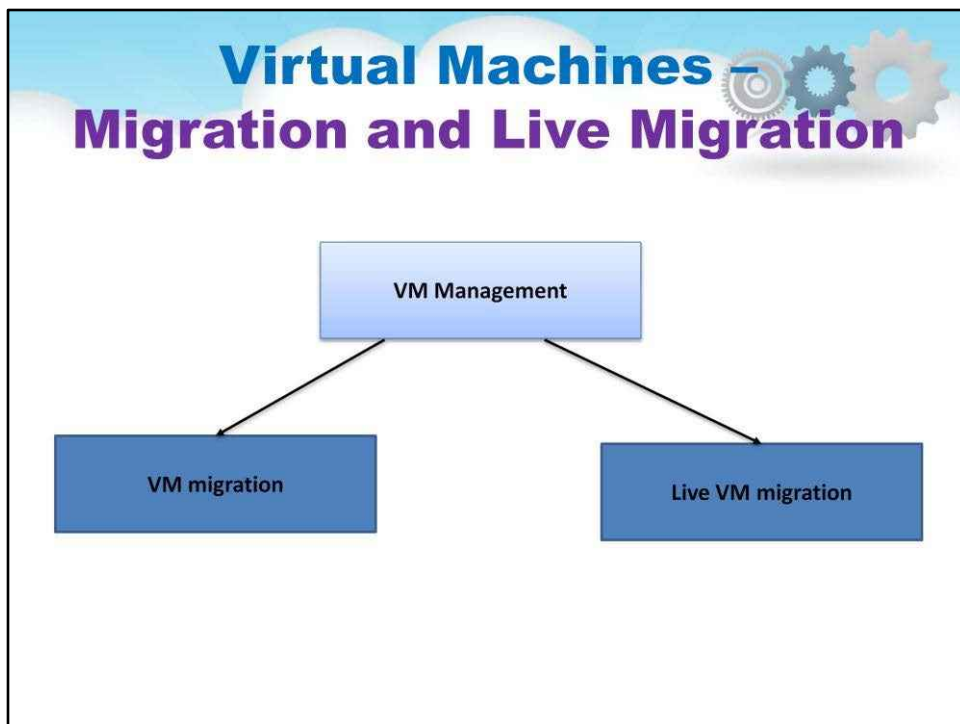 Virtual Machines –
Migration and Live Migration
VM Management
VM migration
Live VM migration